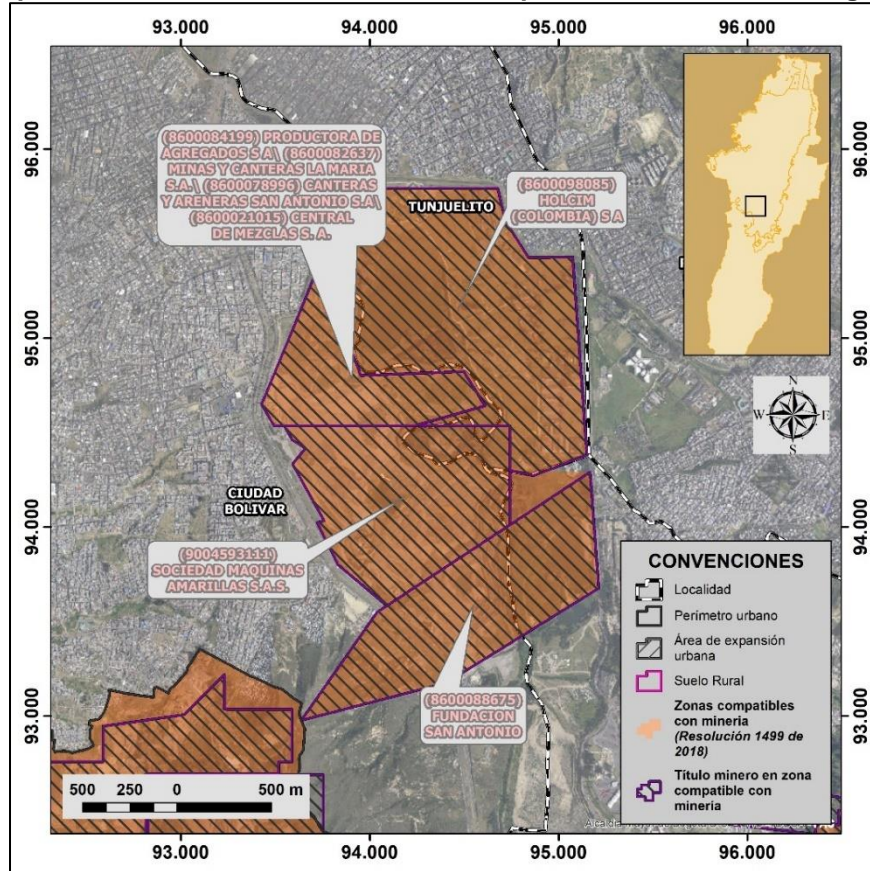 93.000 94.000 95.000 96.000
96.000
95.000
94.000
93.000
(8600084199) PRODUCTORA DE
AGREGADOS S A\ (8600082637)
MINAS Y CANTERAS LA MARIA
S.A.\ (8600078996) CANTERAS
Y ARENERAS SAN ANTONIO S.A\
(8600021015) CENTRAL
DE MEZCLAS S. A.
TUNJUELITO
(8600098085)
HOLCIM
(COLOMBIA) S A
CIUDAD
BOLIVAR
(9004593111)
SOCIEDAD MAQUINAS
AMARILLAS S.A.S.
(8600088675)
FUNDACION
SAN ANTONIO
N
W E
S
96.000
95.000
94.000
93.000
CONVENCIONES
Localidad
Perímetro urbano
Área de expansión
urbana
Suelo Rural
Zonas compatibles
con mineria
(Resolución 1499 de
2018)
Título minero en zona
compatible con
minería
500 250 0 500 m
93.000 94.000 95.000 96.000